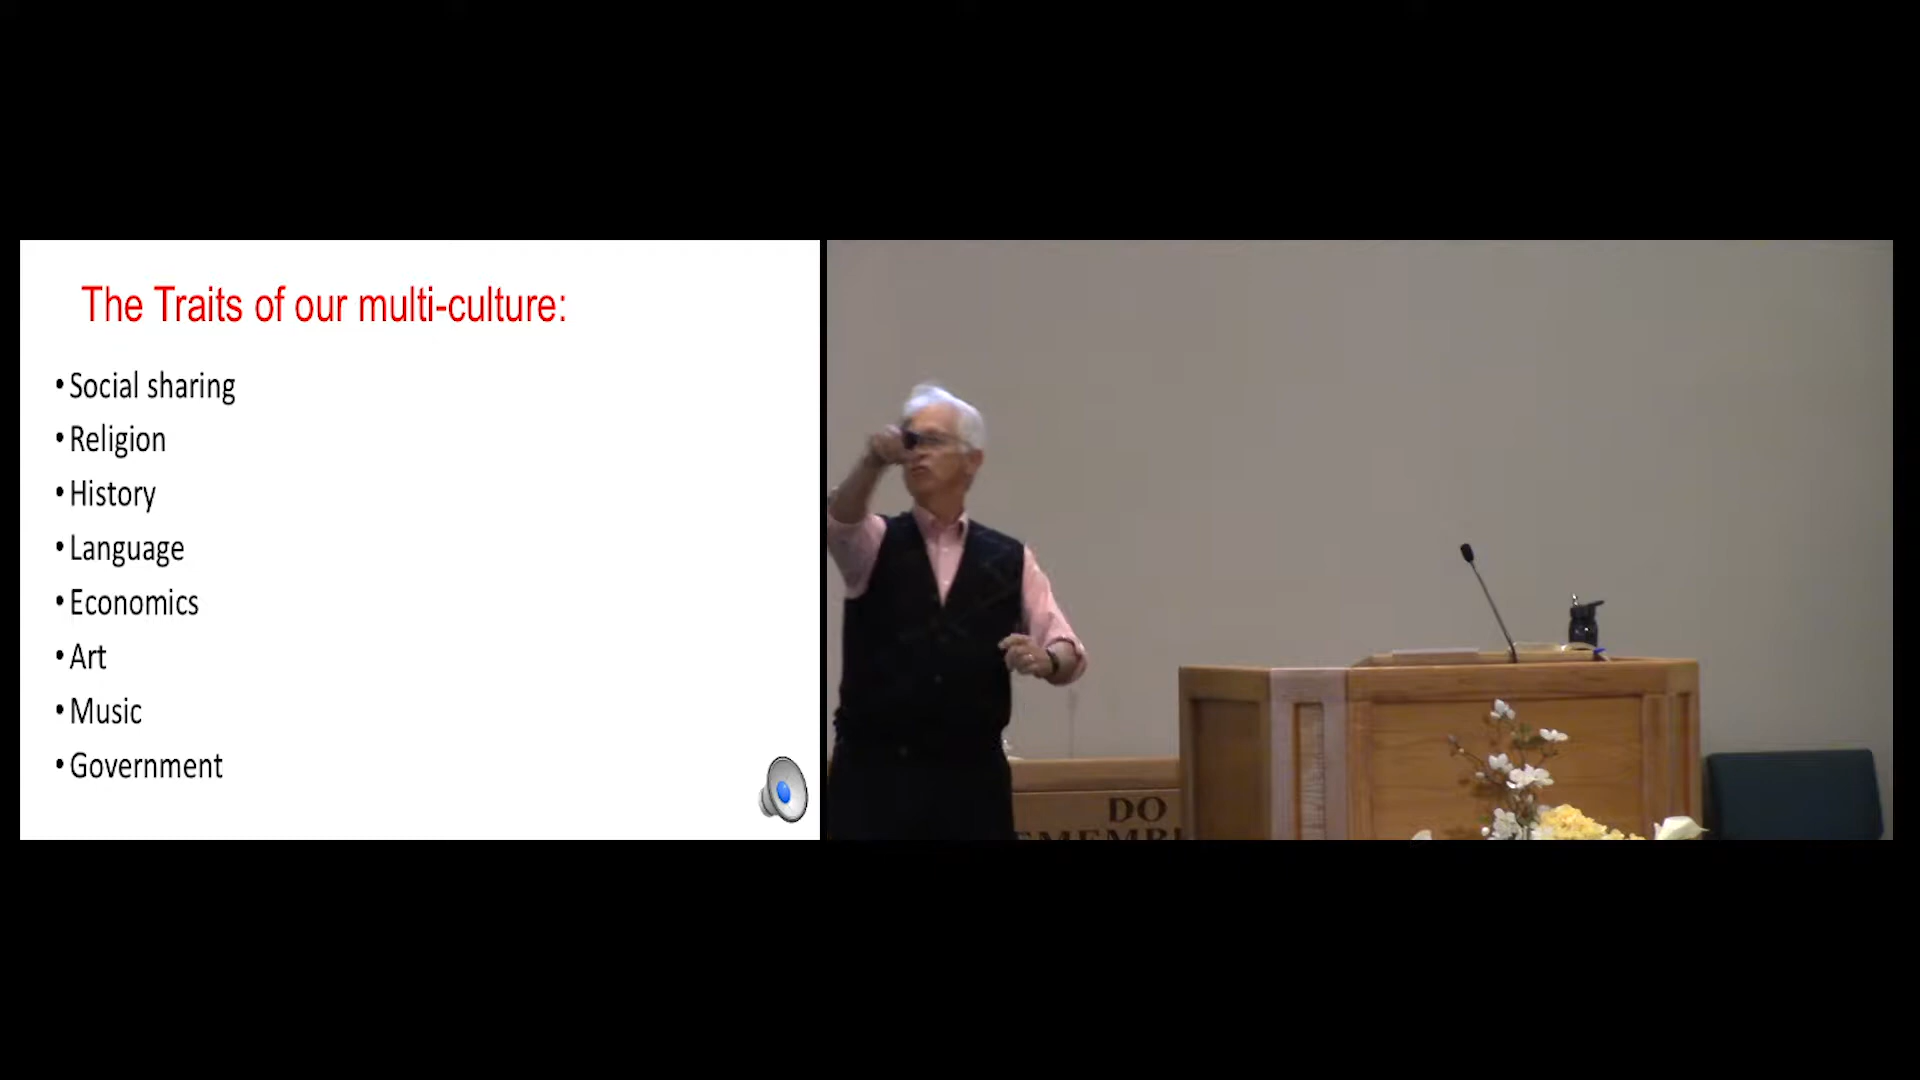 The Traits of our multi-culture:
• Social sharing
• Religion
• History
• Language
• Economics
• Art
• Music
• Government
DO